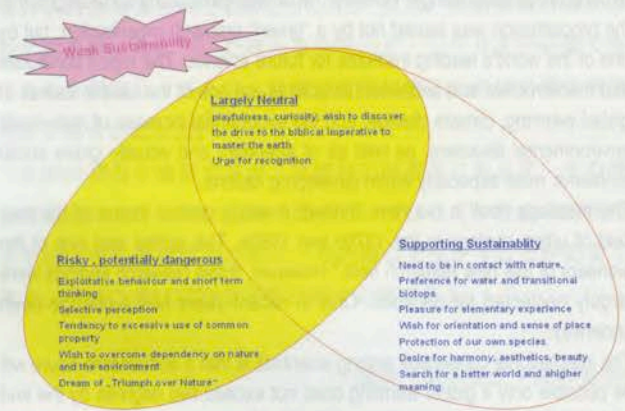 Weak Sustainability
Largely Neutral
playfulness, curiosity, wish to discover,
the drive to the biblical imperative to
master the earth
Urge for recognition
Risky , potentially dangerous
Exploitative behaviour and short term
thinking
Selective perception
Tendency to excessive use of common
property
Wish to overcome dependency on nature
and the environment
Dream of „Triumph over Nature“
Supporting Sustainablity
Need to be in contact with nature,
Preference for water and transitional
biotops
Pleasure for elementary experience
Wish for orientation and sense of place
Protection of our own species
Desire for harmony, aesthetics, beauty
Search for a better world and ahigher
meaning